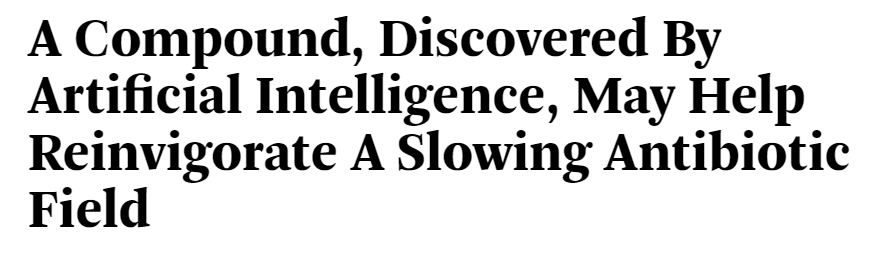 A Compound, Discovered By
Artificial Intelligence, May Help
Reinvigorate A Slowing Antibiotic
Field